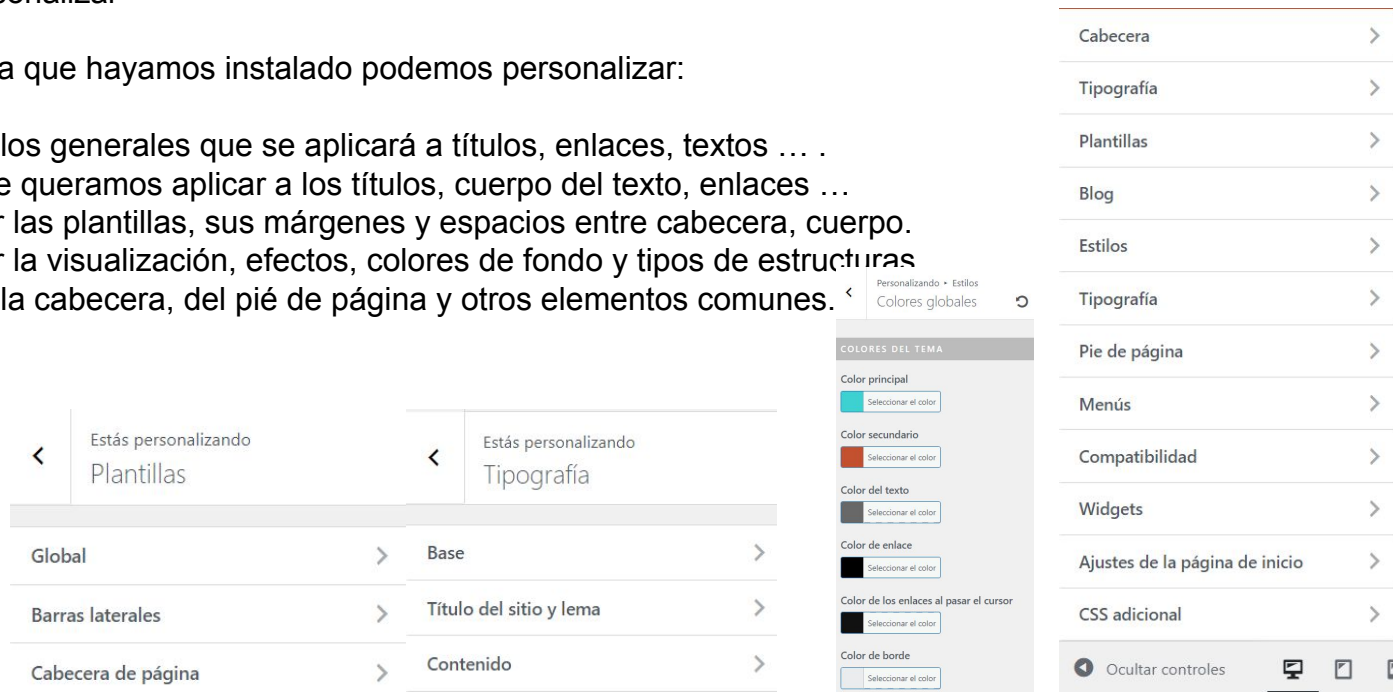 a que hayamos instalado podemos personalizar:
los generales que se aplicará a títulos, enlaces, textos … .
e queramos aplicar a los títulos, cuerpo del texto, enlaces …
r las plantillas, sus márgenes y espacios entre cabecera, cuerpo.
r la visualización, efectos, colores de fondo y tipos de estructuras
la cabecera, del pié de página y otros elementos comunes.
Estás personalizando
Plantillas
Global
Barras laterales
Cabecera de página
Estás personalizando
Tipografía
Base
Título del sitio y lema
Contenido
Personalizando • Estilos
Colores globales
COLORES DEL TEMA
Color principal
Seleccionar el color
Color secundario
Seleccionar el color
Color del texto
Seleccionar el color
Color de enlace
Seleccionar el color
Color de los enlaces al pasar el cursor
Seleccionar el color
Color de borde
Seleccionar el color
Cabecera
Tipografía
Plantillas
Blog
Estilos
Tipografía
Pie de página
Menús
Compatibilidad
Widgets
Ajustes de la página de inicio
CSS adicional
Ocultar controles